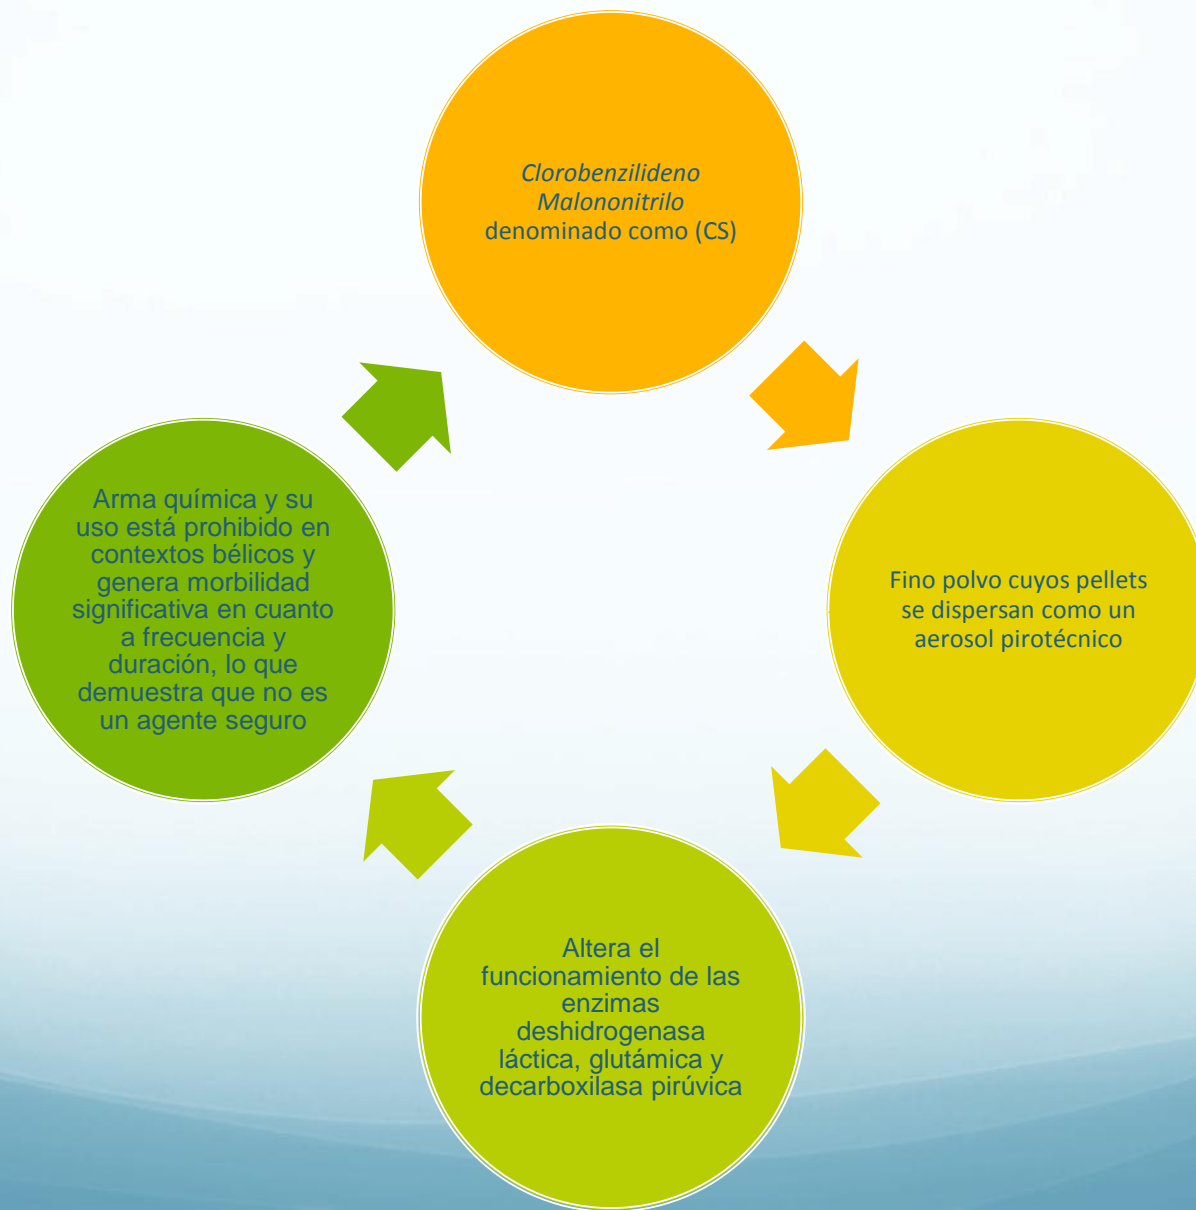 Clorobenzilideno
Malononitrilo
denominado como (CS)
Fino polvo cuyos pellets
se dispersan como un
aerosol pirotécnico
Altera el
funcionamiento de las
enzimas
deshidrogenasa
láctica, glutámica y
decarboxilasa pirúvica
Arma química y su
uso está prohibido en
contextos bélicos y
genera morbilidad
significativa en cuanto
a frecuencia y
duración, lo que
demuestra que no es
un agente seguro